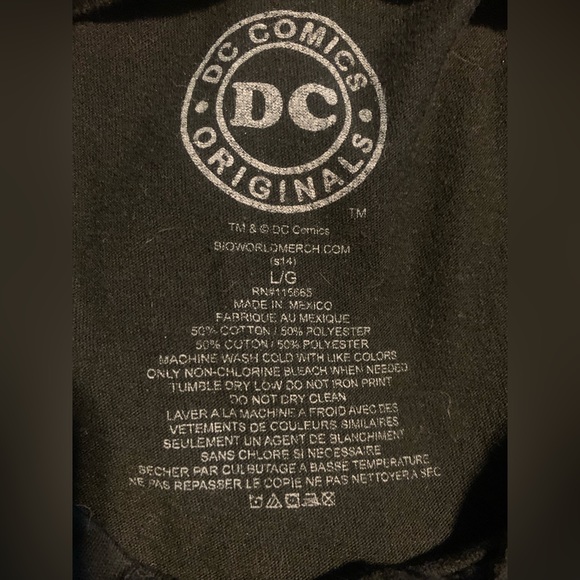 DC COMICS
DC
ORIGINALS
TM
TM & © DC Comics
BIOWORLDMERCH.COM
(s14)
L/G
RN#115665
MADE IN MEXICO
FABRIQUE AU MEXIQUE
50% COTTON / 50% POLYESTER
50% COTON / 50% POLYESTER
MACHINE WASH COLD WITH LIKE COLORS
ONLY NON-CHLORINE BLEACH WHEN NEEDED
TUMBLE DRY LOW DO NOT IRON PRINT
DO NOT DRY CLEAN
LAVER A LA MACHINE A FROID AVEC DES
VETEMENTS DE COULEURS SIMILAIRES
SEULEMENT UN AGENT DE BLANCHIMENT
SANS CHLORE SI NECESSAIRE
SECHER PAR CULBUTAGE A BASSE TEMPERATURE
NE PAS REPASSER LE COPIE NE PAS NETTOYER A SEC